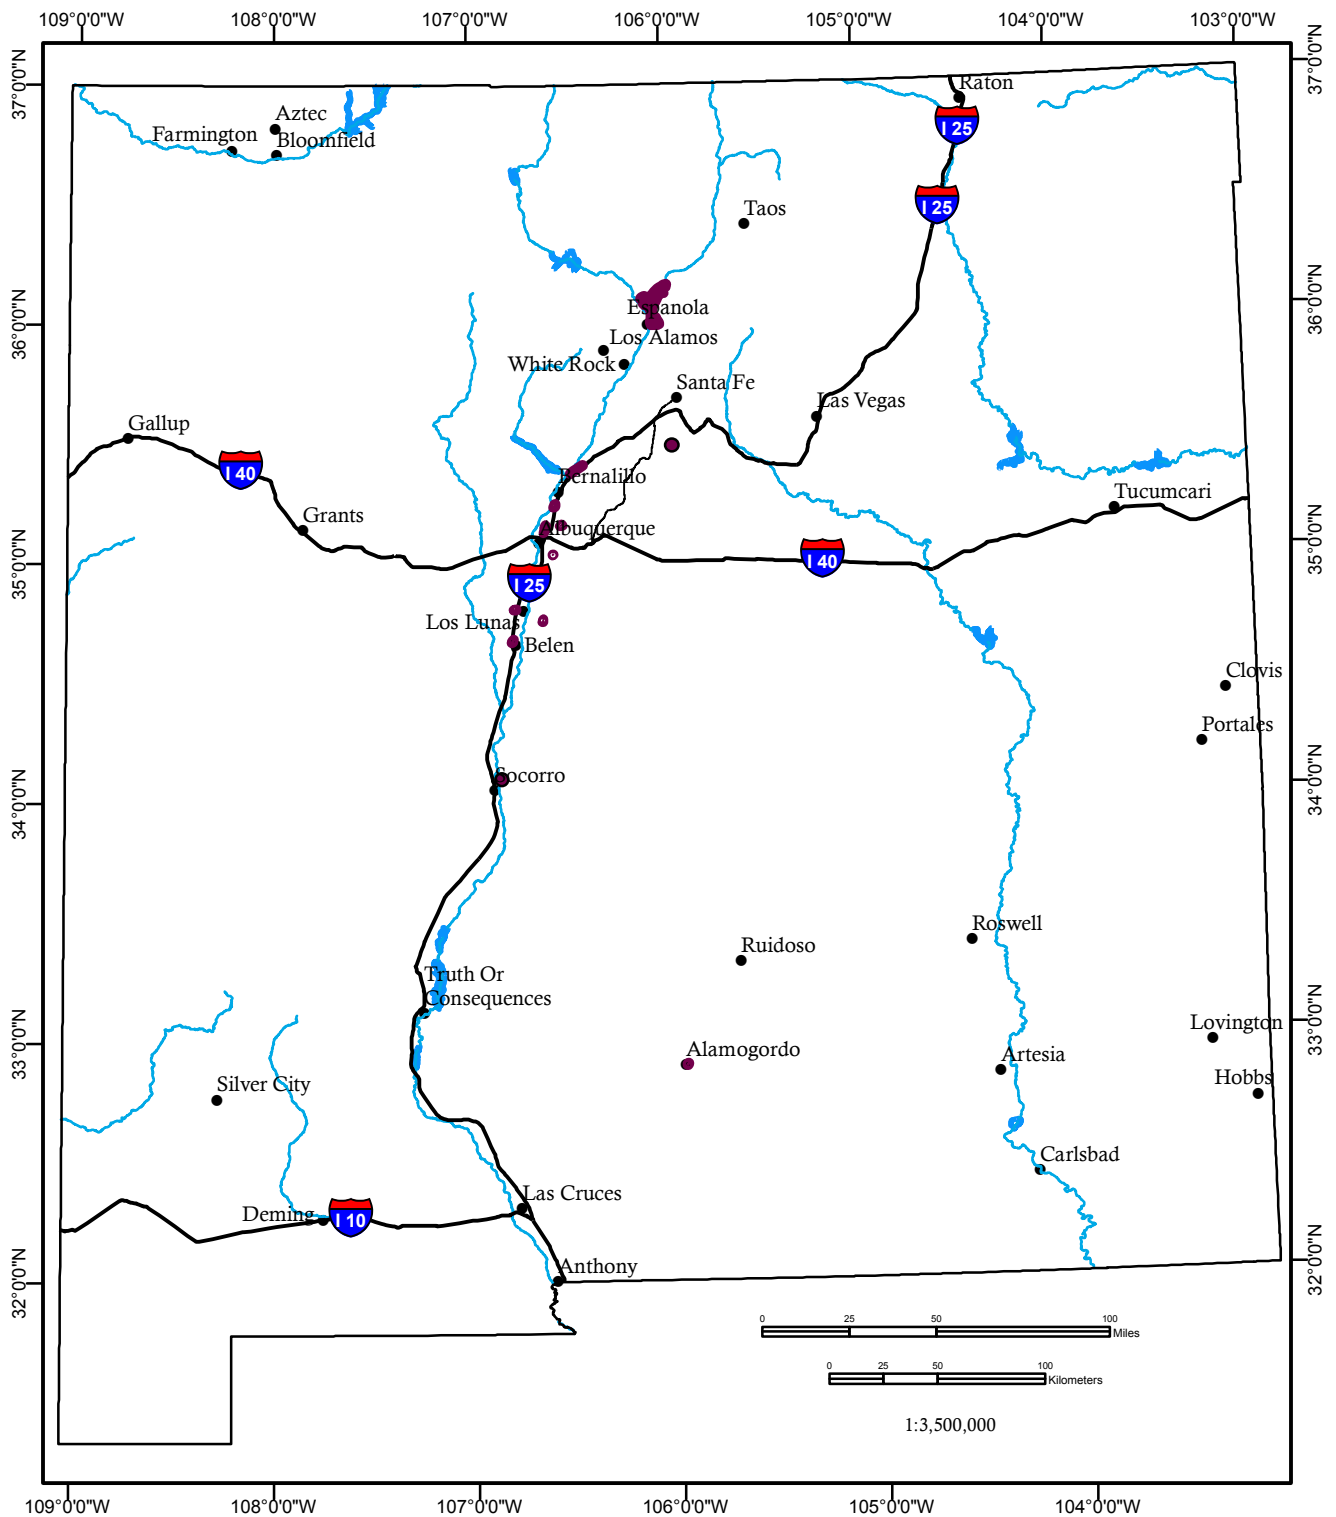 109°0'0"W 108°0'0"W 107°0'0"W 106°0'0"W 105°0'0"W 104°0'0"W 103°0'0"W
37°0'0"N
37°0'0"N
Raton
I 25
Aztec
Farmington
Bloomfield
I 25
Taos
36°0'0"N
36°0'0"N
Espanola
Los Alamos
White Rock
Santa Fe
Las Vegas
Gallup
I 40
Bernalillo
Tucumcari
Grants
Albuquerque
35°0'0"N
35°0'0"N
I 40
I 25
Los Lunas
Belen
Clovis
Portales
34°0'0"N
34°0'0"N
Socorro
Roswell
Ruidoso
Truth Or
Consequences
33°0'0"N
33°0'0"N
Lovington
Alamogordo
Artesia
Hobbs
Silver City
Carlsbad
Las Cruces
Deming
I 10
32°0'0"N
32°0'0"N
Anthony
0 25 50 100
Miles
0 25 50 100
Kilometers
1:3,500,000
109°0'0"W 108°0'0"W 107°0'0"W 106°0'0"W 105°0'0"W 104°0'0"W